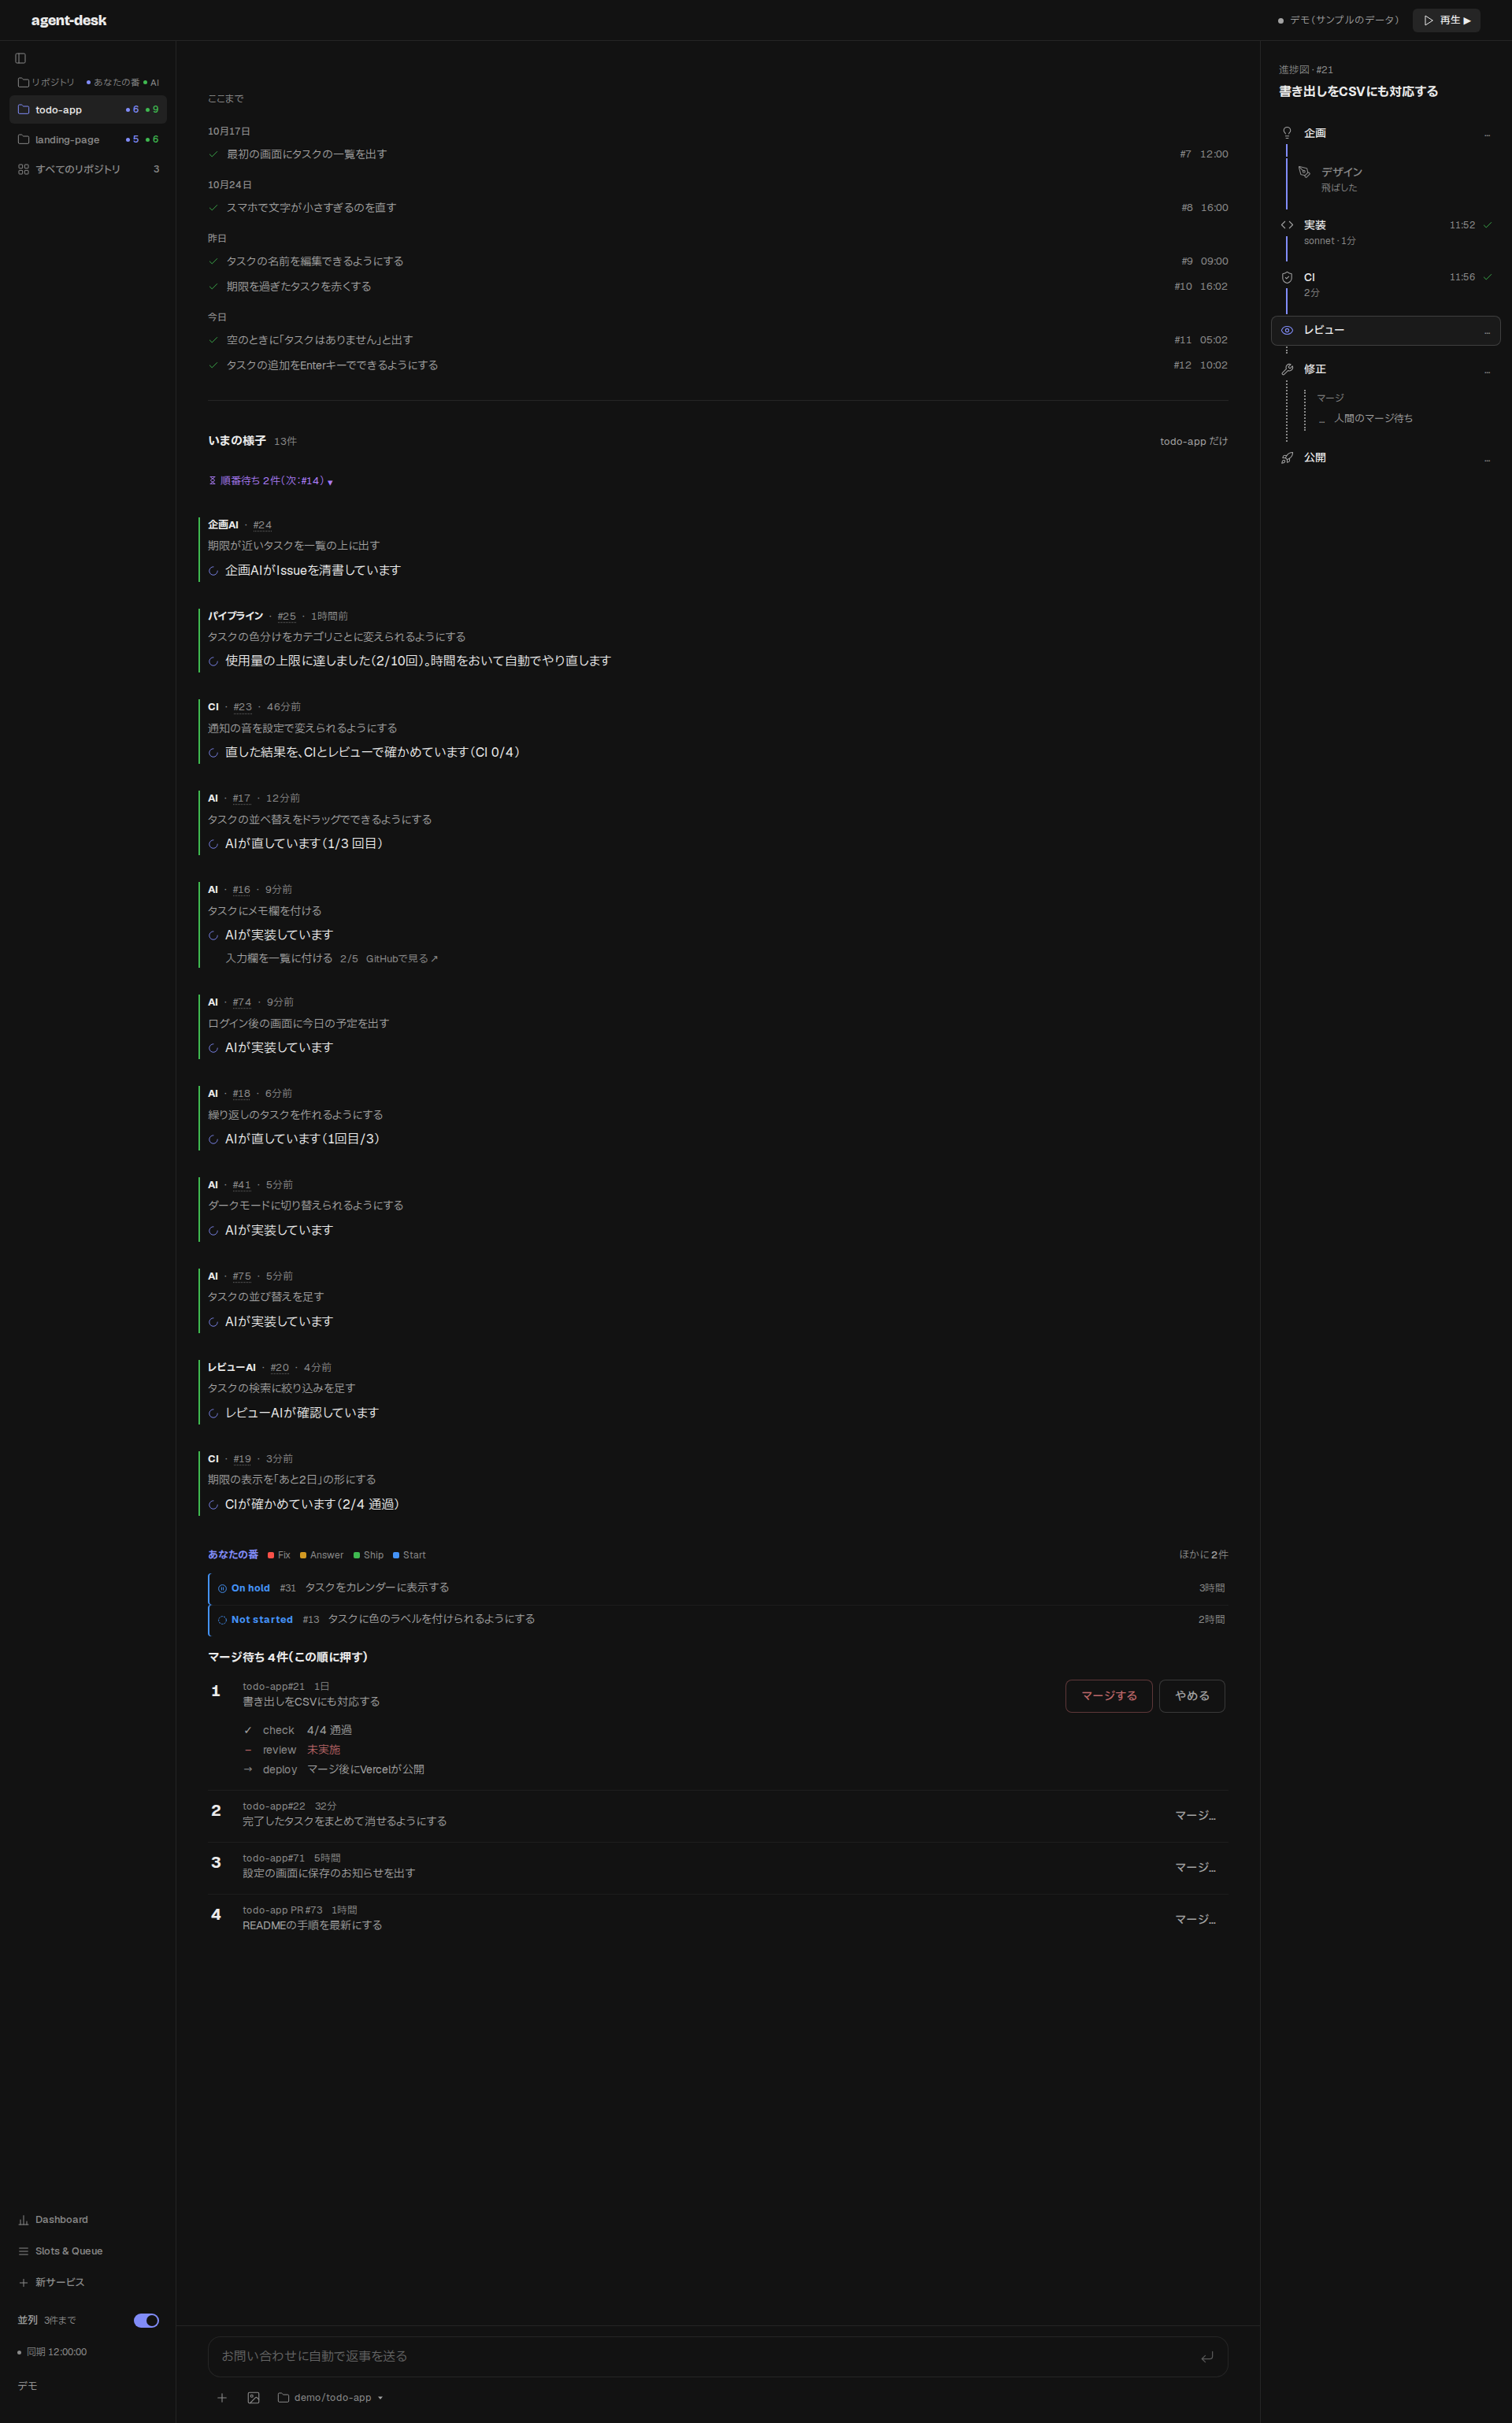 agent-desk
デモ(サンプルのデータ)
再生 ▶
リポジトリ
あなたの番
AI
todo-app
6
9
landing-page
5
6
すべてのリポジトリ
3
ここまで
10月17日
最初の画面にタスクの一覧を出す
#7 12:00
10月24日
スマホで文字が小さすぎるのを直す
#8 16:00
昨日
タスクの名前を編集できるようにする
#9 09:00
期限を過ぎたタスクを赤くする
#10 16:02
今日
空のときに「タスクはありません」と出す
#11 05:02
タスクの追加をEnterキーでできるようにする
#12 10:02
いまの様子 13件
todo-app だけ
順番待ち 2件(次:#14) ▼
企画AI · #24
期限が近いタスクを一覧の上に出す
企画AIがIssueを清書しています
パイプライン · #25 · 1時間前
タスクの色分けをカテゴリごとに変えられるようにする
使用量の上限に達しました(2/10回)。時間をおいて自動でやり直します
CI · #23 · 46分前
通知の音を設定で変えられるようにする
直した結果を、CIとレビューで確かめています(CI 0/4)
AI · #17 · 12分前
タスクの並べ替えをドラッグでできるようにする
AIが直しています(1/3 回目)
AI · #16 · 9分前
タスクにメモ欄を付ける
AIが実装しています
入力欄を一覧に付ける 2/5 GitHubで見る ↗
AI · #74 · 9分前
ログイン後の画面に今日の予定を出す
AIが実装しています
AI · #18 · 6分前
繰り返しのタスクを作れるようにする
AIが直しています(1回目/3)
AI · #41 · 5分前
ダークモードに切り替えられるようにする
AIが実装しています
AI · #75 · 5分前
タスクの並び替えを足す
AIが実装しています
レビューAI · #20 · 4分前
タスクの検索に絞り込みを足す
レビューAIが確認しています
CI · #19 · 3分前
期限の表示を「あと2日」の形にする
CIが確かめています(2/4 通過)
あなたの番 Fix Answer Ship Start
ほかに 2件
On hold #31 タスクをカレンダーに表示する
3時間
Not started #13 タスクに色のラベルを付けられるようにする
2時間
マージ待ち 4件(この順に押す)
1
todo-app#21 1日
書き出しをCSVにも対応する
マージする
やめる
✓ check 4/4 通過
– review 未実施
→ deploy マージ後にVercelが公開
2
todo-app#22 32分
完了したタスクをまとめて消せるようにする
マージ…
3
todo-app#71 5時間
設定の画面に保存のお知らせを出す
マージ…
4
todo-app PR#73 1時間
READMEの手順を最新にする
マージ…
お問い合わせに自動で返事を送る
demo/todo-app ▾
Dashboard
Slots & Queue
新サービス
並列 3件まで
同期 12:00:00
デモ
進捗図 · #21
書き出しをCSVにも対応する
企画
…
デザイン
飛ばした
実装
11:52
sonnet · 1分
CI
11:56
2分
レビュー
…
修正
…
マージ
… 人間のマージ待ち
公開
…